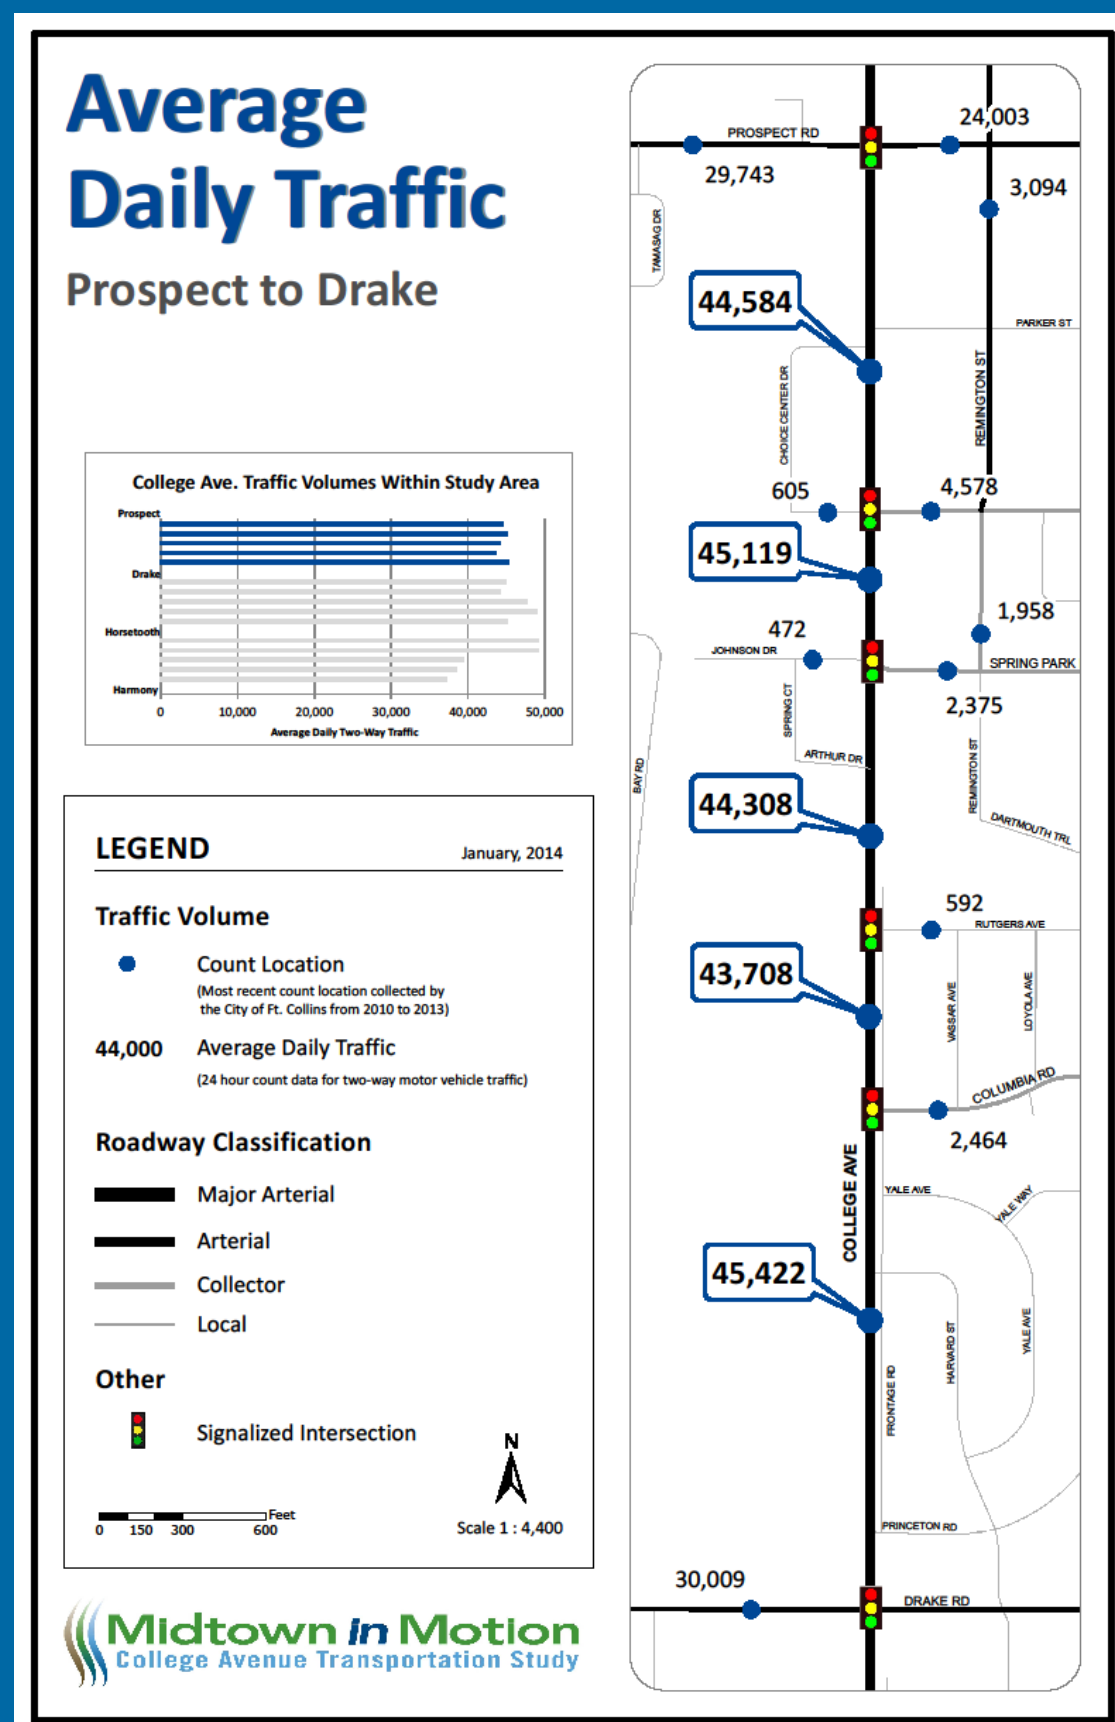 Average
Daily Traffic
Prospect to Drake
College Ave. Traffic Volumes Within Study Area
Prospect
Drake
Horsetooth
Harmony
0 10,000 20,000 30,000 40,000 50,000
Average Daily Two-Way Traffic
LEGEND January, 2014
Traffic Volume
Count Location
(Most recent count location collected by
the City of Ft. Collins from 2010 to 2013)
44,000 Average Daily Traffic
(24 hour count data for two-way motor vehicle traffic)
Roadway Classification
Major Arterial
Arterial
Collector
Local
Other
Signalized Intersection
N
Feet
0 150 300 600
Scale 1 : 4,400
Midtown in Motion
College Avenue Transportation Study
24,003
PROSPECT RD
29,743
3,094
TAMASAG DR
44,584
PARKER ST
CHOICE CENTER DR
REMINGTON ST
605
4,578
45,119
1,958
472
JOHNSON DR
SPRING PARK
2,375
SPRING CT
ARTHUR DR
BAY RD
REMINGTON ST
44,308
DARTMOUTH TRL
592
RUTGERS AVE
43,708
VASSAR AVE
LOYOLA AVE
COLUMBIA RD
2,464
COLLEGE AVE
YALE AVE
YALE WAY
45,422
HARVARD ST
YALE AVE
FRONTAGE RD
PRINCETON RD
30,009
DRAKE RD